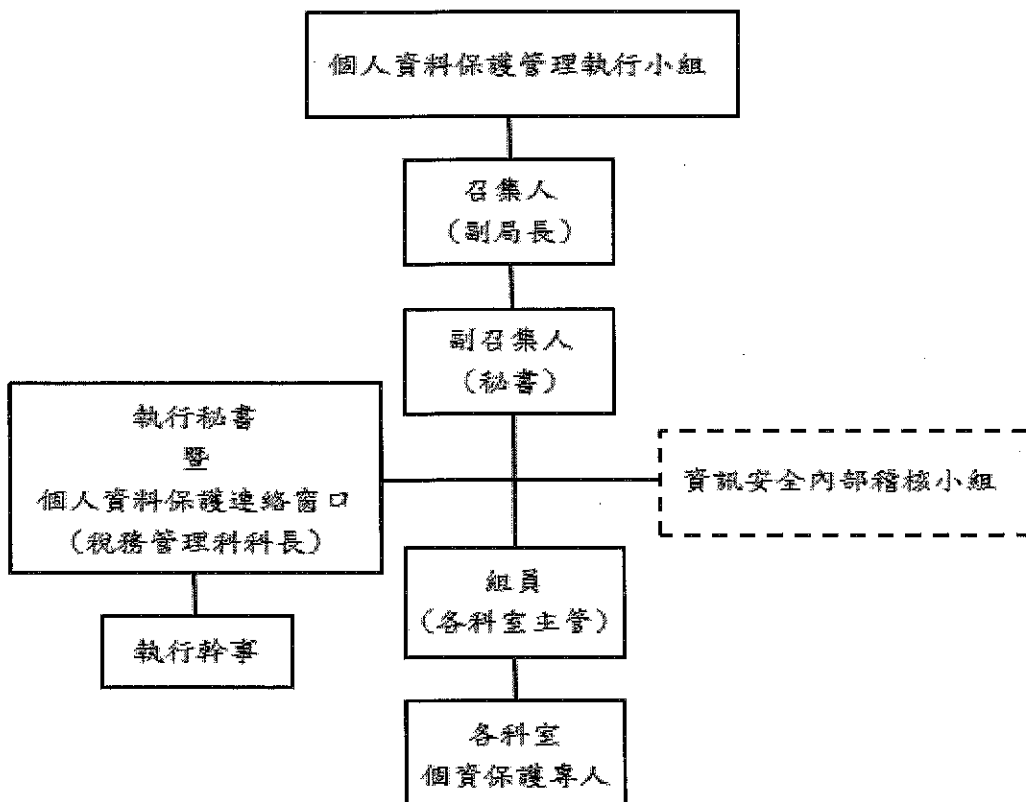 個人資料保護管理執行小組
召集人
（副局長）
副召集人
（秘書）
執行秘書
暨
個人資料保護連絡窗口
（稅務管理科科長）
資訊安全內部稽核小組
組員
（各科室主管）
執行幹事
各科室
個資保護專人